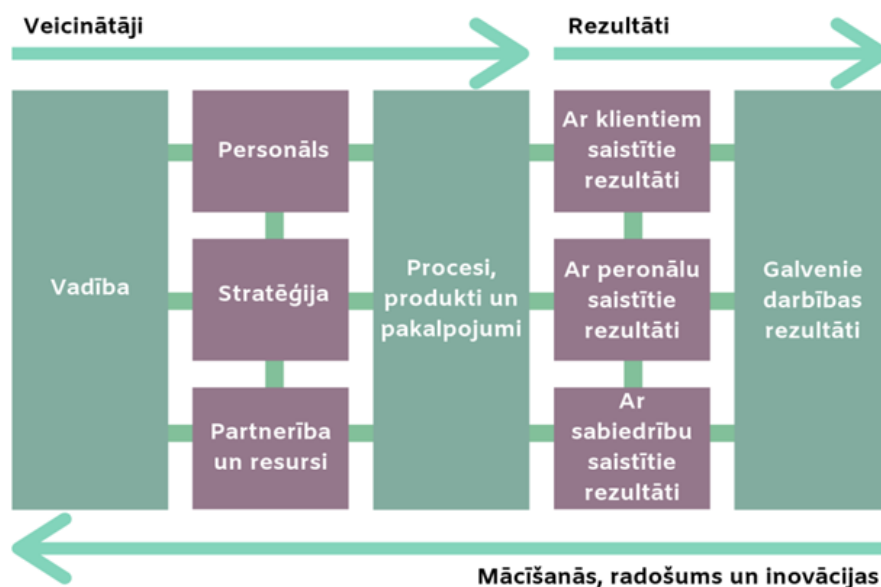 Veicinātāji
Rezultāti
Vadība
Personāls
Stratēģija
Partnerība
un resursi
Procesi,
produkti un
pakalpojumi
Ar klientiem
saistītie
rezultāti
Ar peronālu
saistītie
rezultāti
Ar
sabiedrību
saistītie
rezultāti
Galvenie
darbības
rezultāti
Mācīšanās, radošums un inovācijas